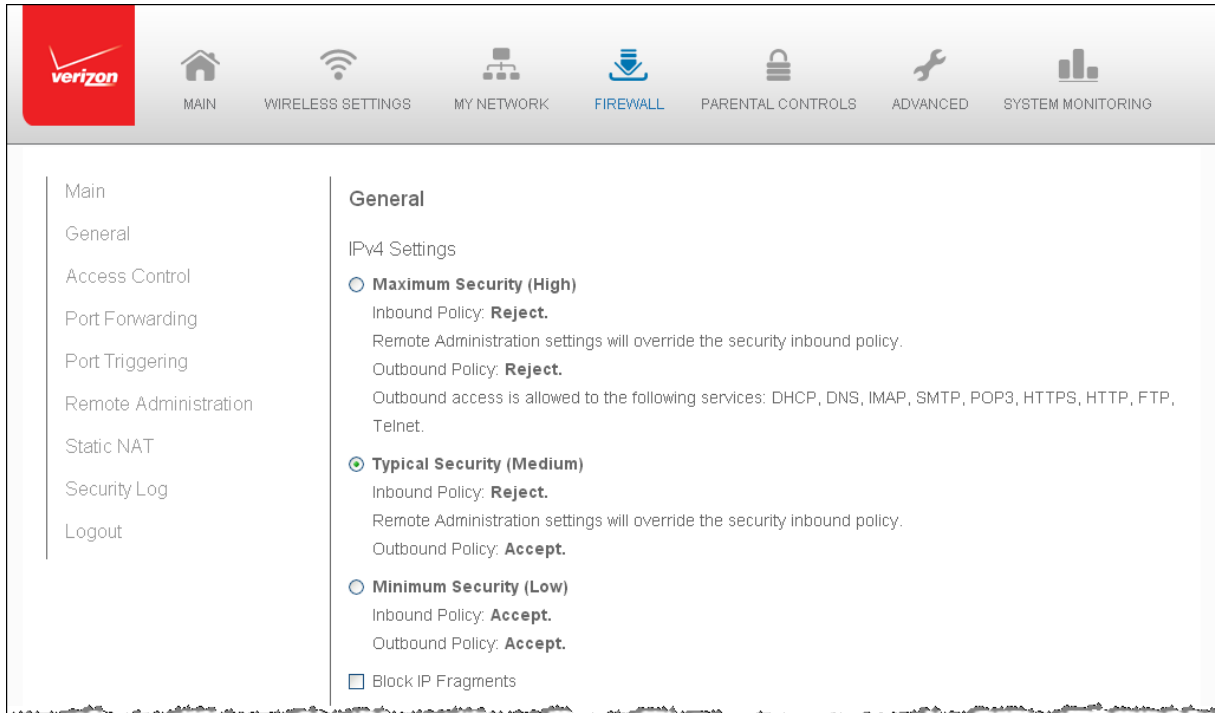 verizon
MAIN
WIRELESS SETTINGS
MY NETWORK
FIREWALL
PARENTAL CONTROLS
ADVANCED
SYSTEM MONITORING
Main
General
Access Control
Port Forwarding
Port Triggering
Remote Administration
Static NAT
Security Log
Logout
General
IPv4 Settings
Maximum Security (High)
Inbound Policy: Reject.
Remote Administration settings will override the security inbound policy.
Outbound Policy: Reject.
Outbound access is allowed to the following services: DHCP, DNS, IMAP, SMTP, POP3, HTTPS, HTTP, FTP,
Telnet.
Typical Security (Medium)
Inbound Policy: Reject.
Remote Administration settings will override the security inbound policy.
Outbound Policy: Accept.
Minimum Security (Low)
Inbound Policy: Accept.
Outbound Policy: Accept.
Block IP Fragments